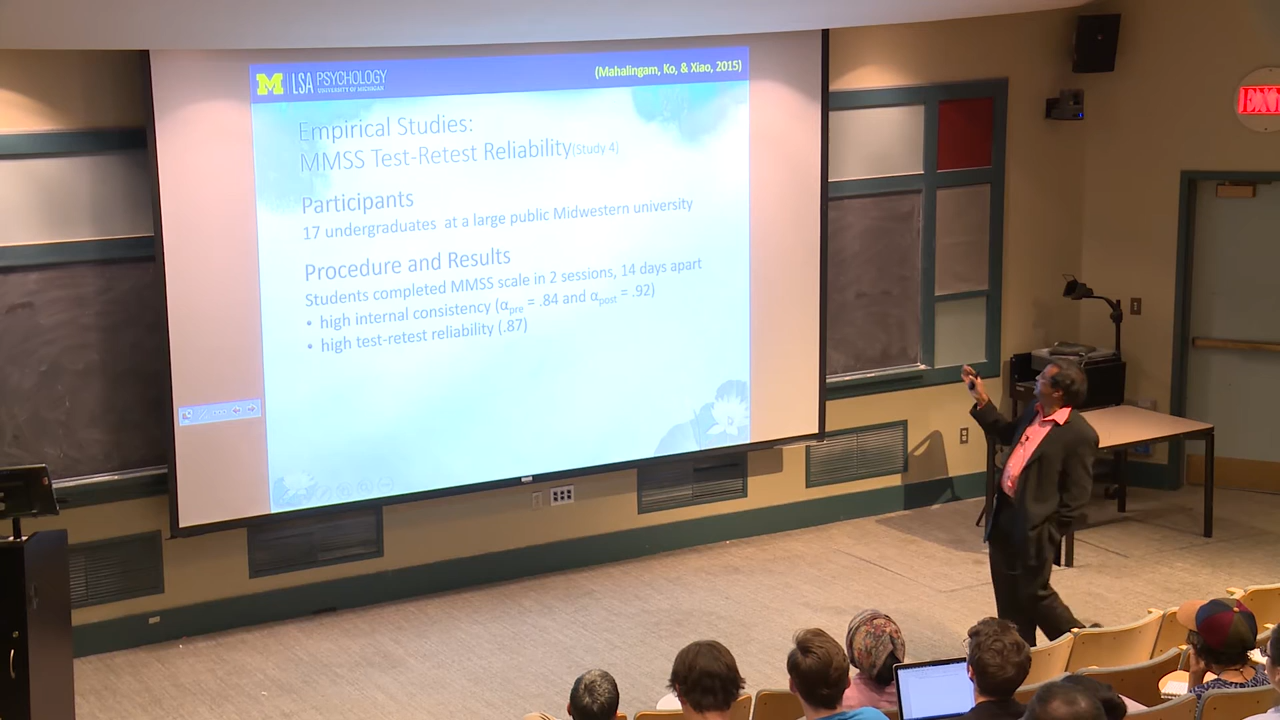 M LSA PSYCHOLOGY
UNIVERSITY OF MICHIGAN
(Mahalingam, Ko, & Xiao, 2015)
Empirical Studies:
MMSS Test-Retest Reliability(Study 4)
Participants
17 undergraduates at a large public Midwestern university
Procedure and Results
Students completed MMSS scale in 2 sessions, 14 days apart
• high internal consistency (αpre = .84 and αpost = .92)
• high test-retest reliability (.87)
EXI